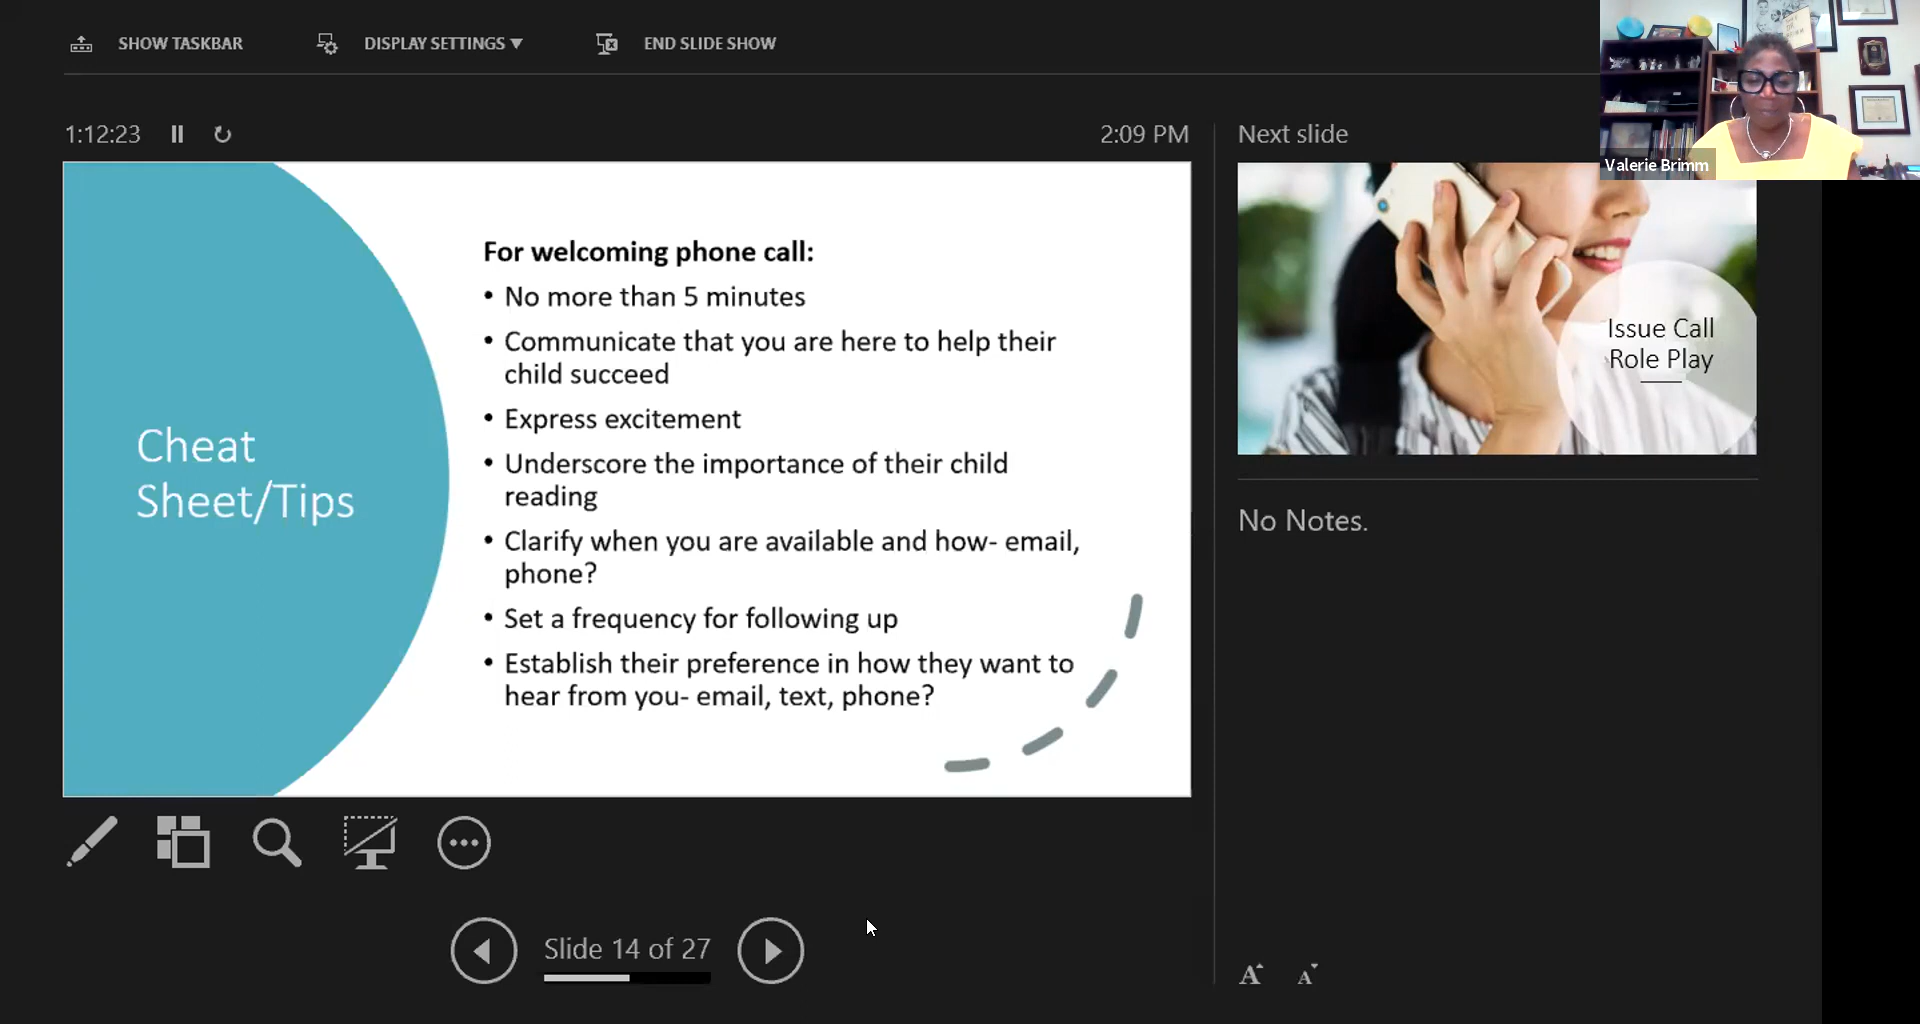 SHOW TASKBAR
DISPLAY SETTINGS ▼
END SLIDE SHOW
1:12:23
2:09 PM
Next slide
Valerie Brimm
For welcoming phone call:
• No more than 5 minutes
• Communicate that you are here to help their
child succeed
• Express excitement
• Underscore the importance of their child
reading
• Clarify when you are available and how- email,
phone?
• Set a frequency for following up
• Establish their preference in how they want to
hear from you- email, text, phone?
Cheat
Sheet/Tips
Issue Call
Role Play
No Notes.
Slide 14 of 27
A A